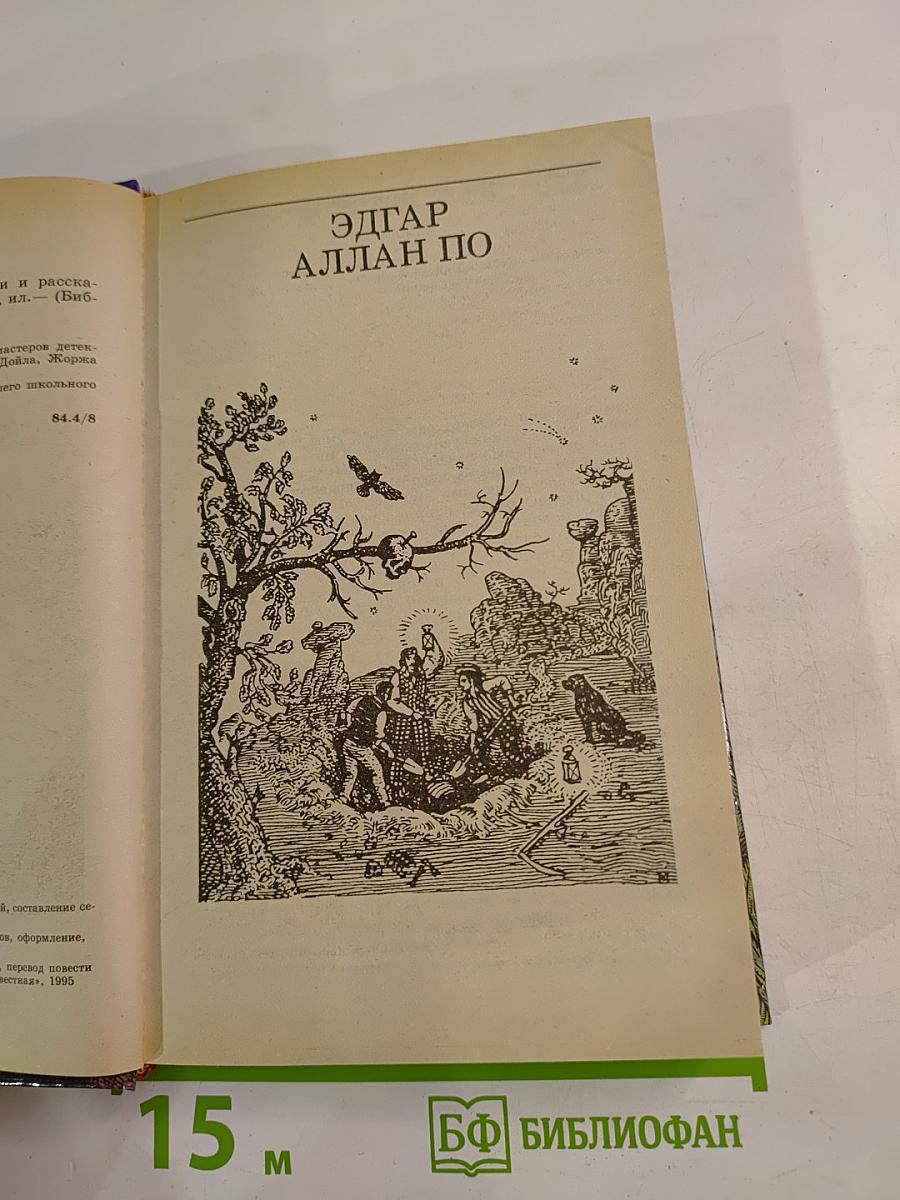 и и расска-
, ил.— (Биб-
мастеров детек-
Дойла, Жоржа
него школьного
84.4/8
й, составление се-
ов, оформление,
, перевод повести
вестная», 1995
ЭДГАР
АЛЛАН ПО
15 м
БФ БИБЛИОФАН